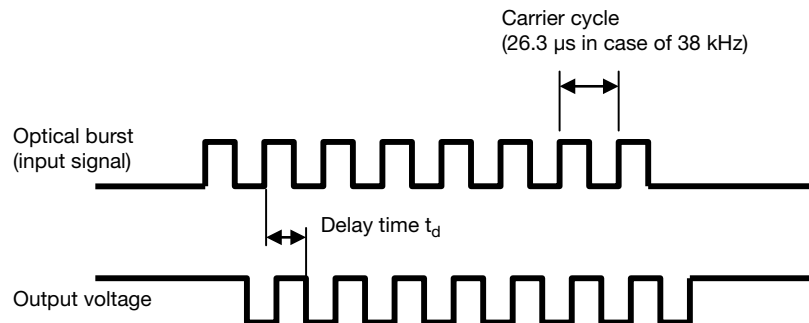 Carrier cycle
(26.3 μs in case of 38 kHz)
Optical burst
(input signal)
Delay time td
Output voltage